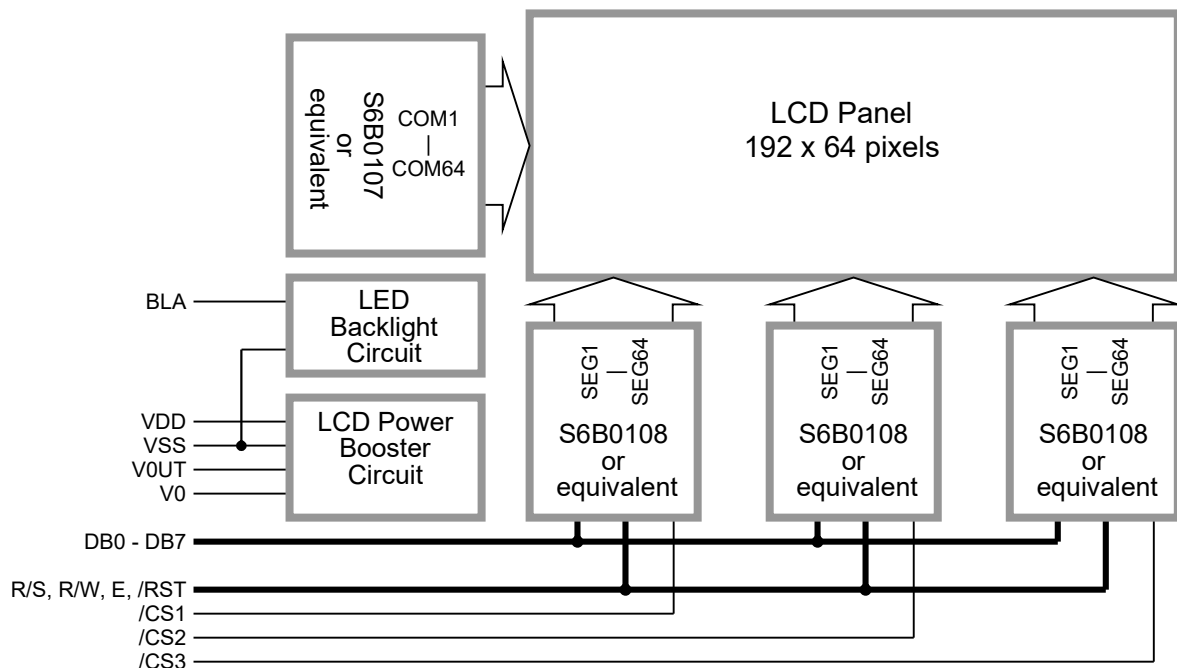 S6B0107
or
equivalent
COM1
|
COM64
LCD Panel
192 x 64 pixels
BLA
LED
Backlight
Circuit
VDD
VSS
V0UT
V0
LCD Power
Booster
Circuit
SEG1
|
SEG64
S6B0108
or
equivalent
SEG1
|
SEG64
S6B0108
or
equivalent
SEG1
|
SEG64
S6B0108
or
equivalent
DB0 - DB7
R/S, R/W, E, /RST
/CS1
/CS2
/CS3